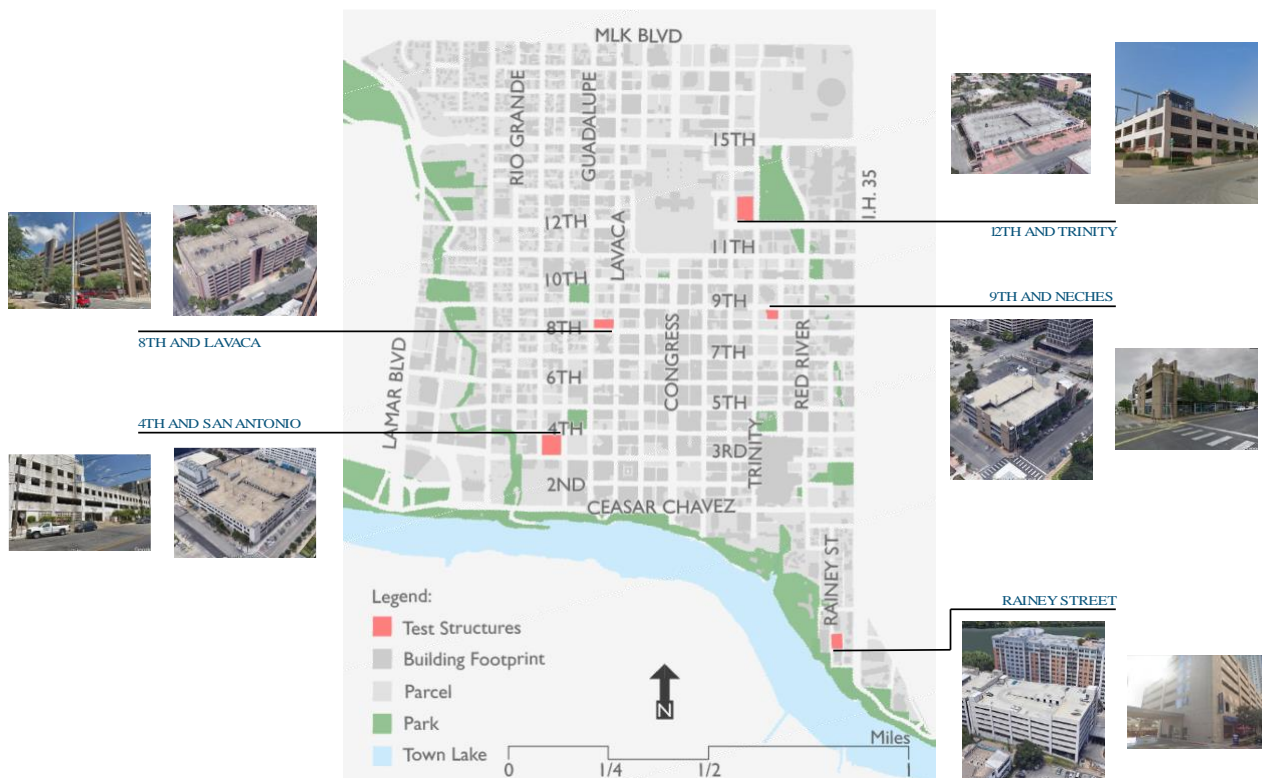 MLK BLVD
RIO GRANDE
GUADALUPE
15TH
I.H. 35
12TH
LAVACA
11TH
12TH AND TRINITY
10TH
9TH
9TH AND NECHES
8TH
8TH AND LAVACA
CONGRESS
7TH
RED RIVER
LAMAR BLVD
6TH
5TH
4TH AND SAN ANTONIO
4TH
3RD
TRINITY
2ND
CEASAR CHAVEZ
RAINEY ST
RAINEY STREET
Legend:
Test Structures
Building Footprint
Parcel
Park
Town Lake
N
Miles
0 1/4 1/2 1